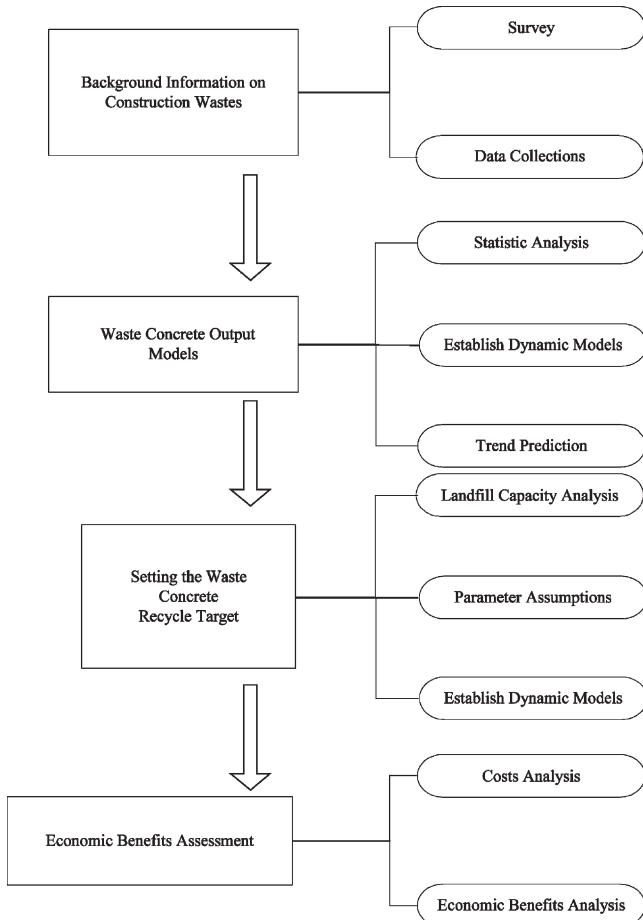 Survey
Background Information on
Construction Wastes
Data Collections
Statistic Analysis
Waste Concrete Output
Models
Establish Dynamic Models
Trend Prediction
Landfill Capacity Analysis
Setting the Waste
Concrete
Recycle Target
Parameter Assumptions
Establish Dynamic Models
Costs Analysis
Economic Benefits Assessment
Economic Benefits Analysis